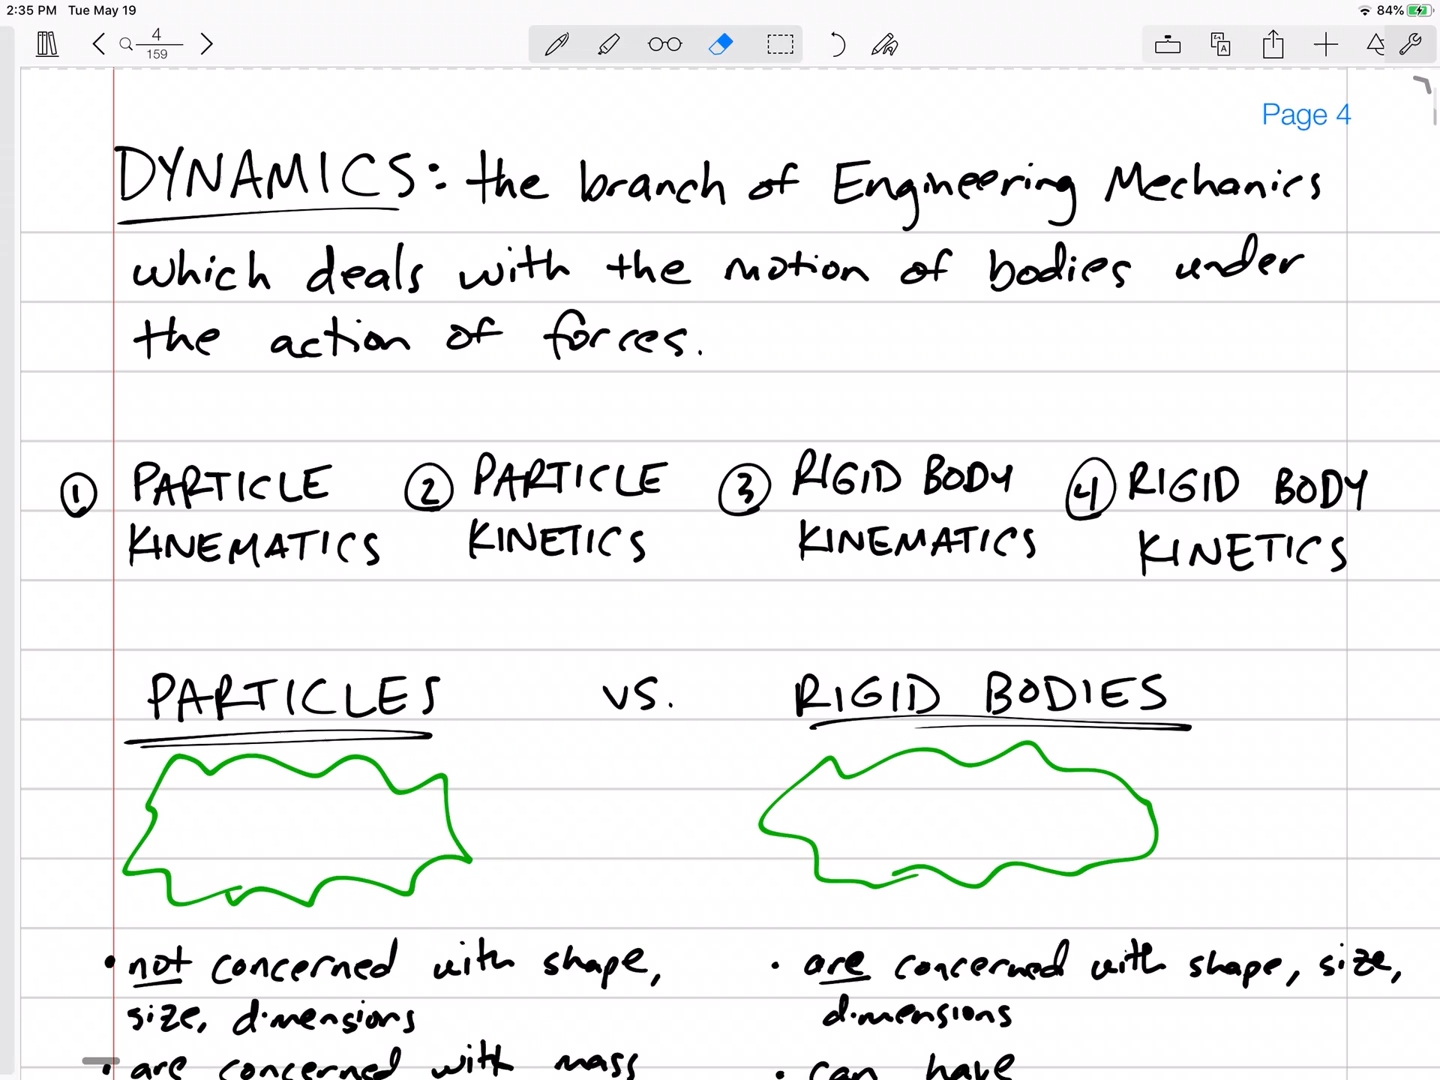 2:35 PM Tue May 19
84%
4
159
Page 4
DYNAMICS: the branch of Engineering Mechanics
which deals with the motion of bodies under
the action of forces.
① PARTICLE KINEMATICS
② PARTICLE KINETICS
③ RIGID BODY KINEMATICS
④ RIGID BODY KINETICS
PARTICLES vs. RIGID BODIES
• not concerned with shape,
size, dimensions
• are concerned with mass
• are concerned with shape, size,
dimensions
• can have